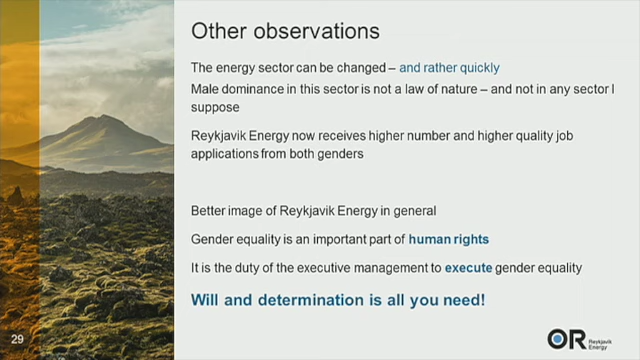 Other observations
The energy sector can be changed – and rather quickly
Male dominance in this sector is not a law of nature – and not in any sector I
suppose
Reykjavik Energy now receives higher number and higher quality job
applications from both genders
Better image of Reykjavik Energy in general
Gender equality is an important part of human rights
It is the duty of the executive management to execute gender equality
Will and determination is all you need!
29
OR Reykjavik
Energy